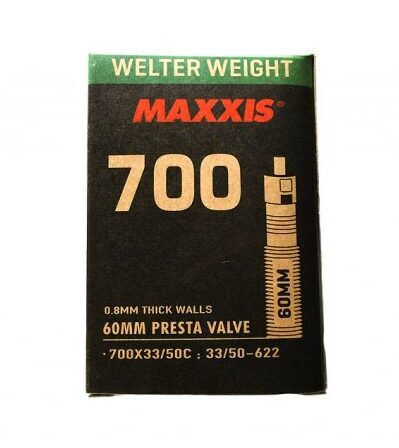 WELTER WEIGHT
MAXXIS®
700
60MM
0.8MM THICK WALLS
60MM PRESTA VALVE
·700X33/50C : 33/50-622